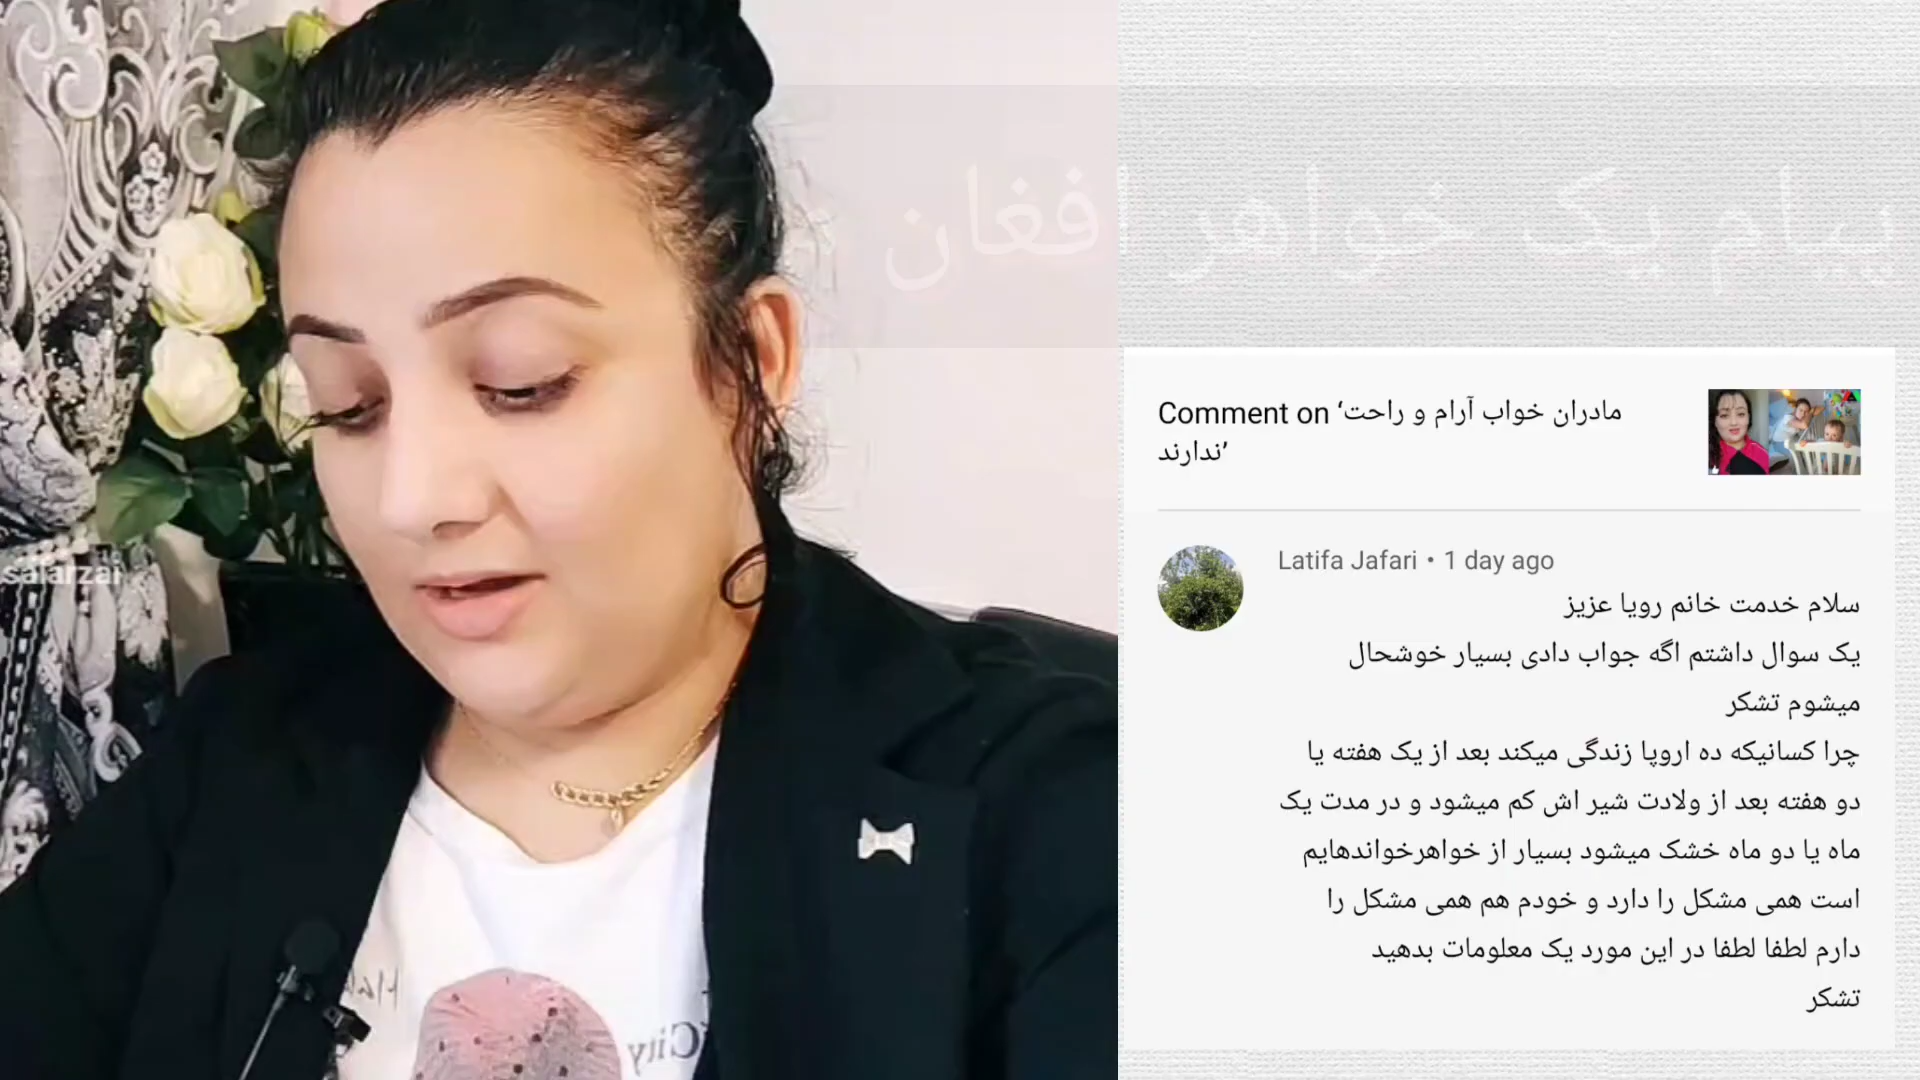 پیام یک خواهر افغان
Comment on ‘مادران خواب آرام و راحت
ندارند’
Latifa Jafari • 1 day ago
سلام خدمت خانم رویا عزیز
یک سوال داشتم اگه جواب دادی بسیار خوشحال
میشوم تشکر
چرا کسانیکه ده اروپا زندگی میکند بعد از یک هفته یا
دو هفته بعد از ولادت شیر اش کم میشود و در مدت یک
ماه یا دو ماه خشک میشود بسیار از خواهرخواندهایم
است همی مشکل را دارد و خودم هم همی مشکل را
دارم لطفا لطفا در این مورد یک معلومات بدهید
تشکر
salarzai
City